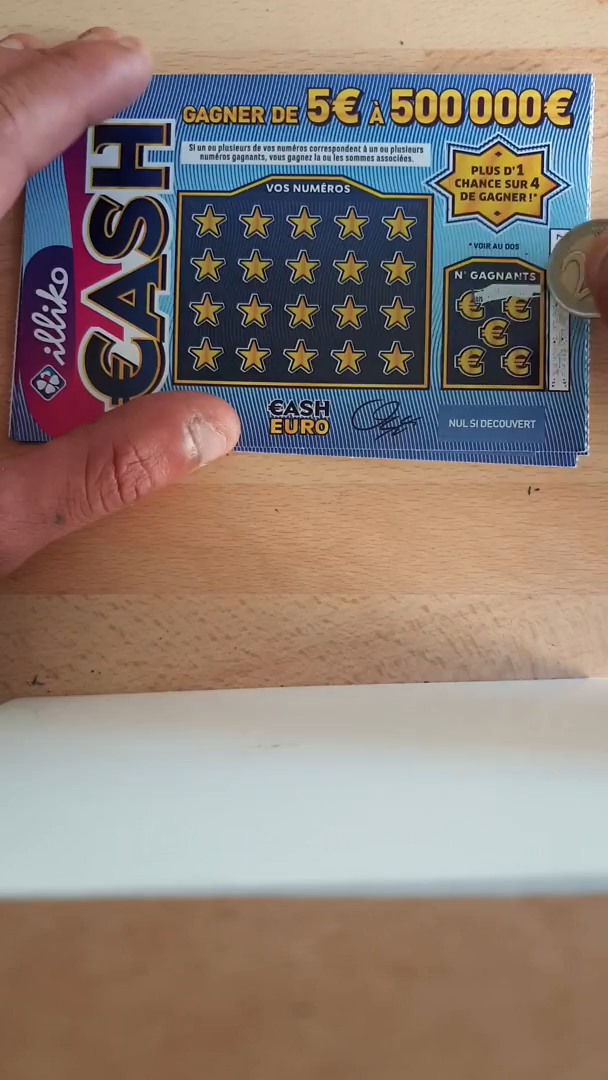 GAGNER DE 5€ À 500 000€
Si un ou plusieurs de vos numéros correspondent à un ou plusieurs
numéros gagnants, vous gagnez la ou les sommes associées.
PLUS D'1
CHANCE SUR 4
DE GAGNER !*
* VOIR AU DOS
VOS NUMÉROS
N° GAGNANTS
€ €
€
€ €
illiko
€ASH
€ASH
EURO
NUL SI DECOUVERT
2